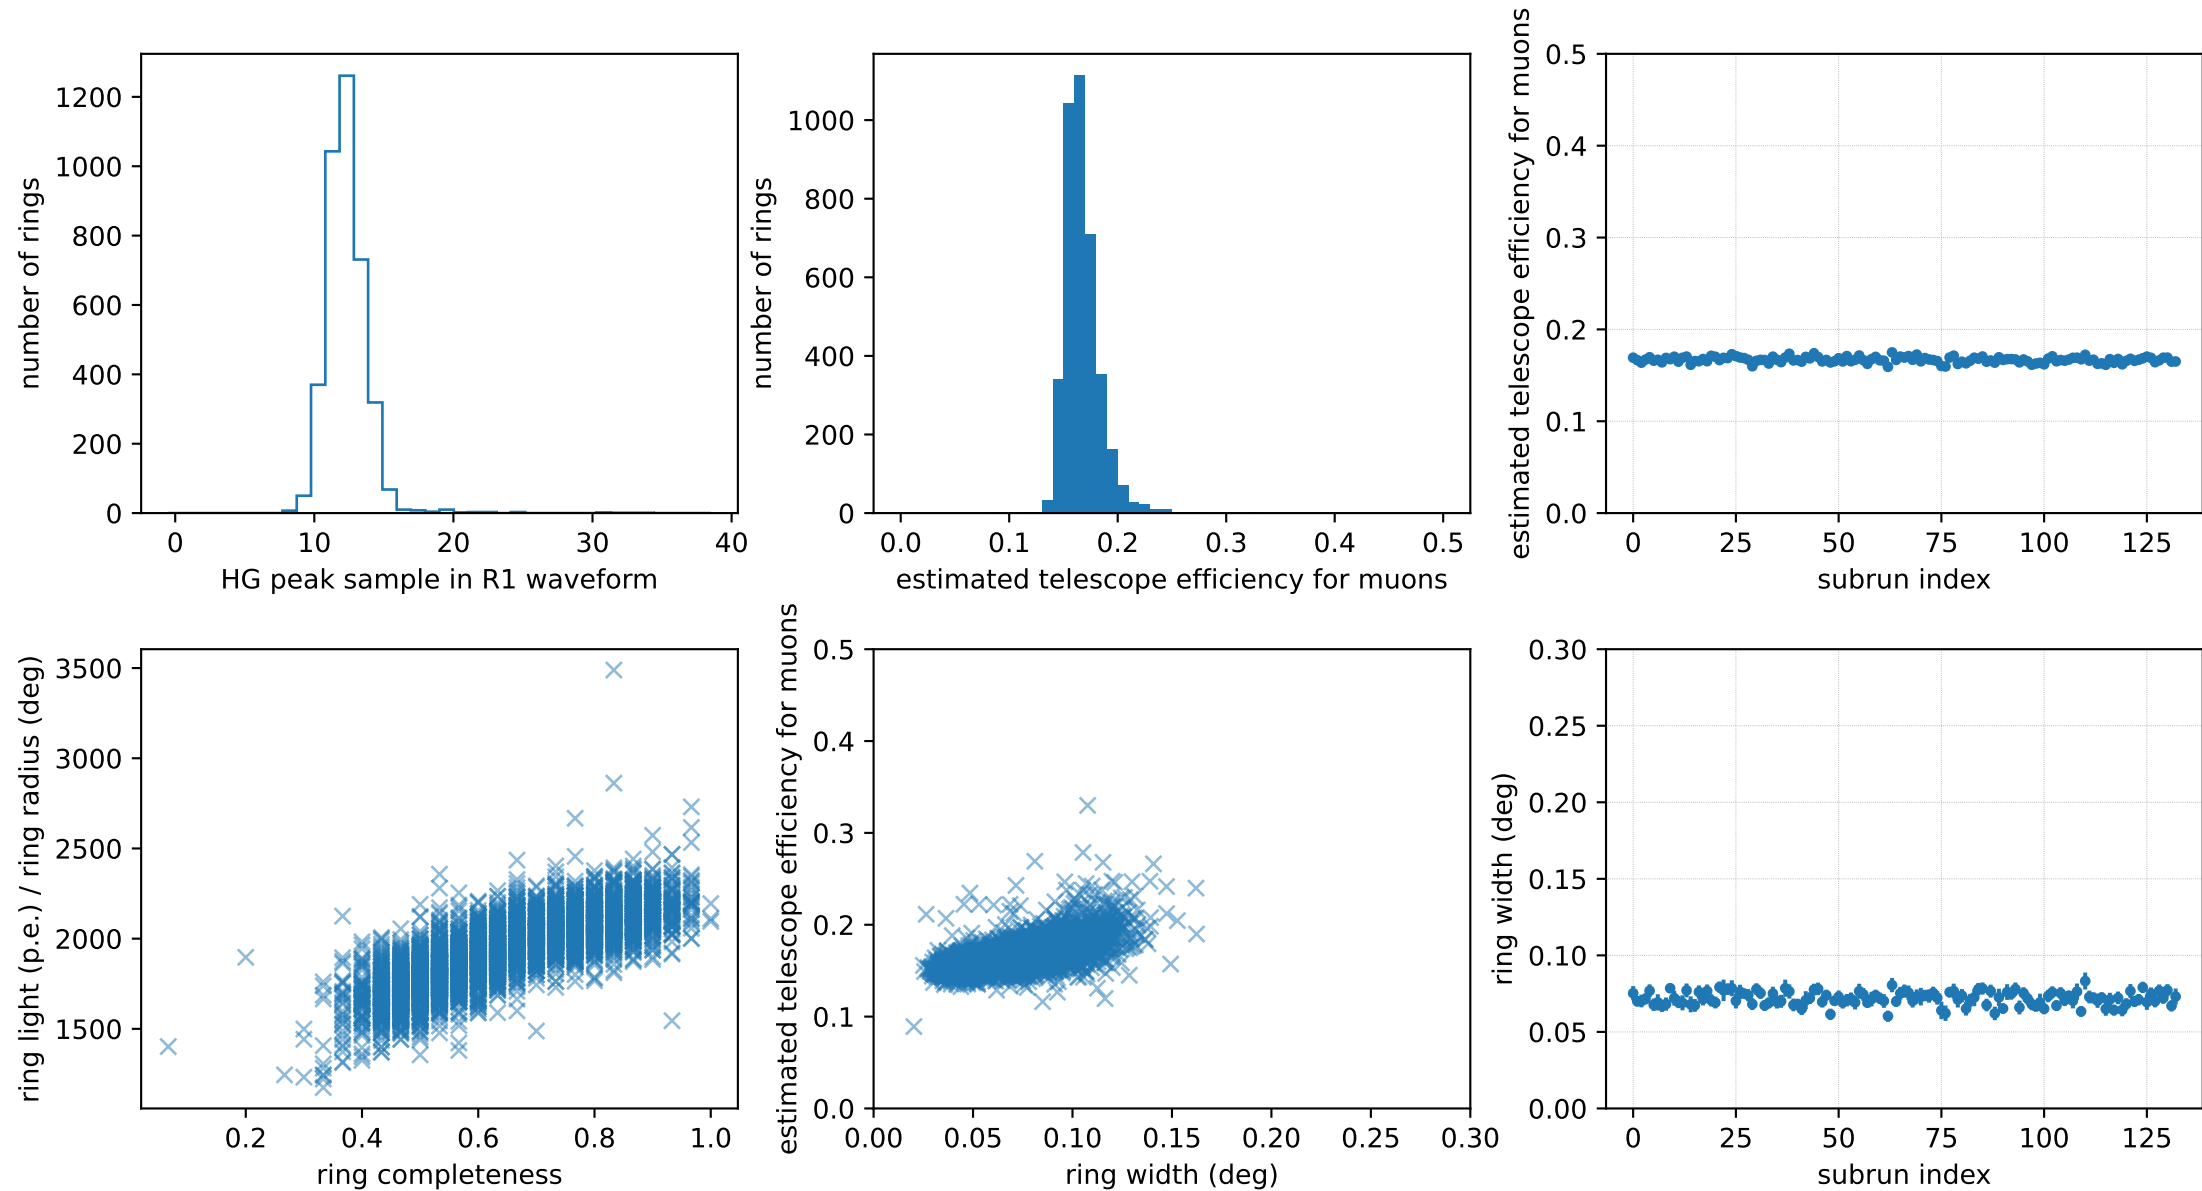 1200
1000
800
600
400
200
0
number of rings
0 10 20 30 40
HG peak sample in R1 waveform
1000
800
600
400
200
0
number of rings
0.0 0.1 0.2 0.3 0.4 0.5
estimated telescope efficiency for muons
0.5
0.4
0.3
0.2
0.1
0.0
estimated telescope efficiency for muons
0 25 50 75 100 125
subrun index
3500
3000
2500
2000
1500
ring light (p.e.) / ring radius (deg)
0.2 0.4 0.6 0.8 1.0
ring completeness
0.5
0.4
0.3
0.2
0.1
0.0
estimated telescope efficiency for muons
0.00 0.05 0.10 0.15 0.20 0.25 0.30
ring width (deg)
0.30
0.25
0.20
0.15
0.10
0.05
0.00
ring width (deg)
0 25 50 75 100 125
subrun index